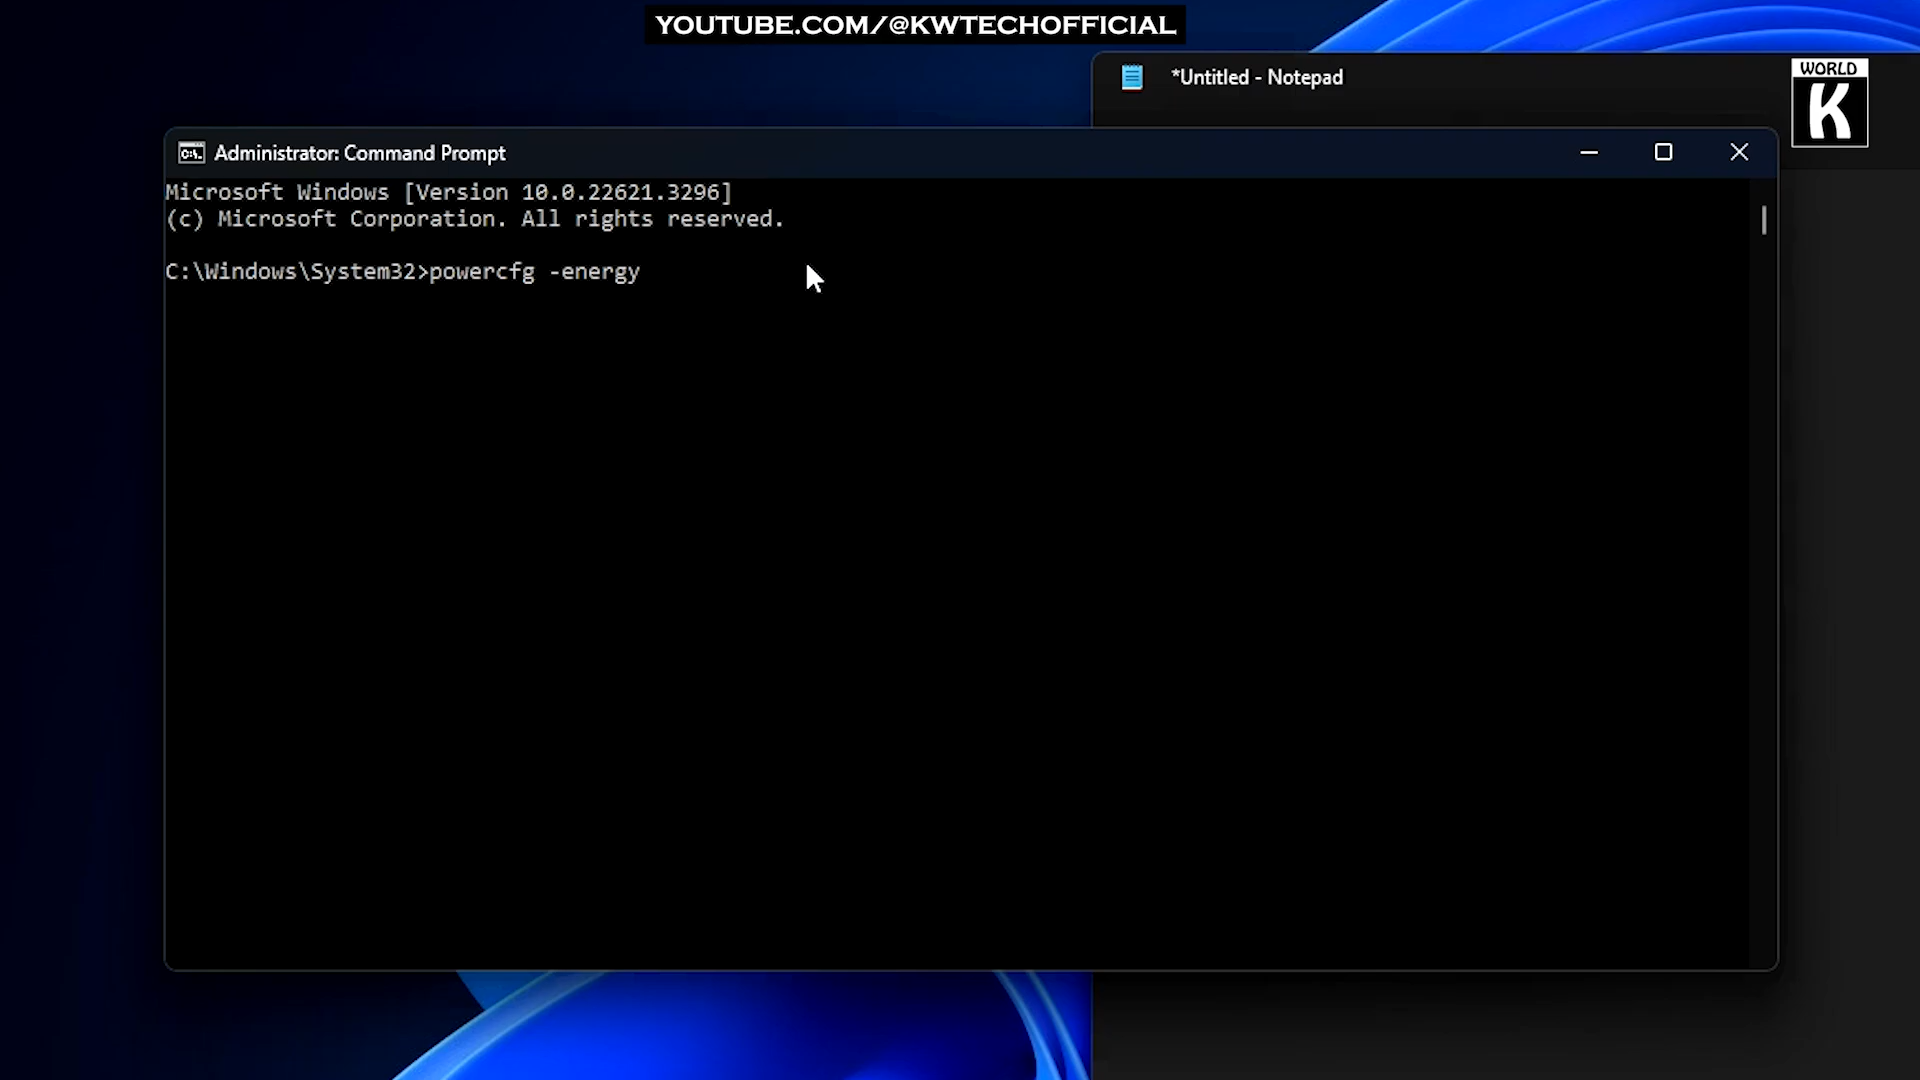 YOUTUBE.COM/@KWTECHOFFICIAL
*Untitled - Notepad
WORLD
K
Administrator: Command Prompt
Microsoft Windows [Version 10.0.22621.3296]
(c) Microsoft Corporation. All rights reserved.
C:\Windows\System32>powercfg -energy